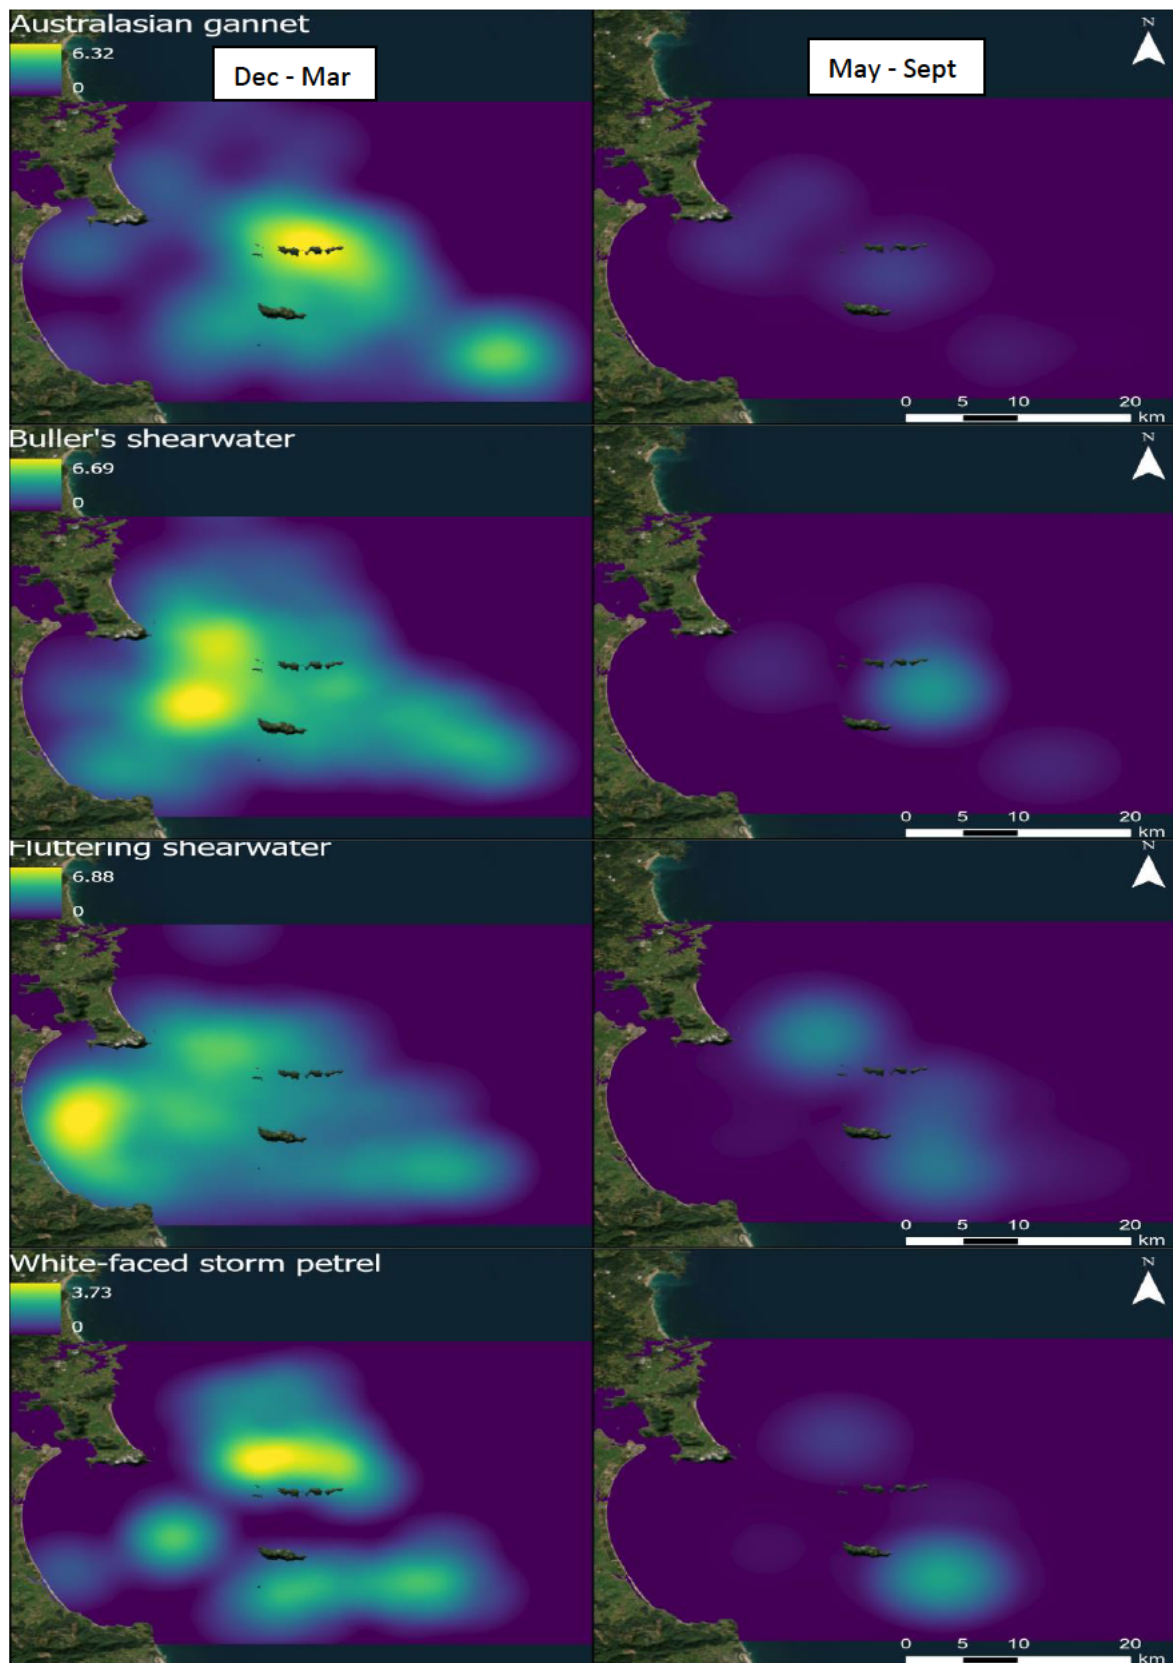 Australasian gannet
6.32
0
Dec - Mar
May - Sept
N
0 5 10 20
km
Buller's shearwater
6.69
0
N
0 5 10 20
km
Fluttering shearwater
6.88
0
N
0 5 10 20
km
White-faced storm petrel
3.73
0
N
0 5 10 20
km